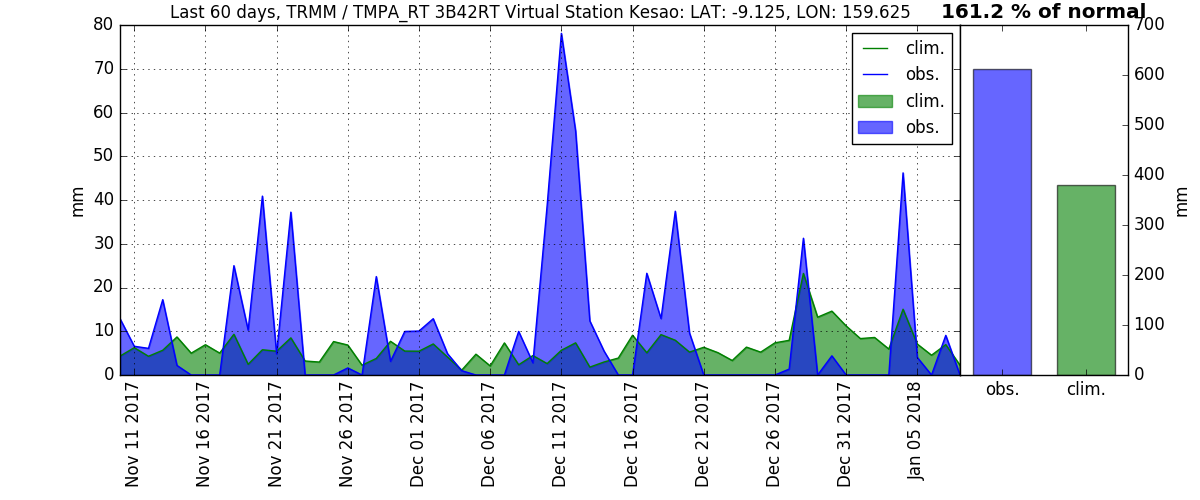 Last 60 days, TRMM / TMPA_RT 3B42RT Virtual Station Kesao: LAT: -9.125, LON: 159.625
161.2 % of normal
80
70
60
50
40
30
20
10
0
mm
clim.
obs.
clim.
obs.
700
600
500
400
300
200
100
0
mm
Nov 11 2017
Nov 16 2017
Nov 21 2017
Nov 26 2017
Dec 01 2017
Dec 06 2017
Dec 11 2017
Dec 16 2017
Dec 21 2017
Dec 26 2017
Dec 31 2017
Jan 05 2018
obs.
clim.